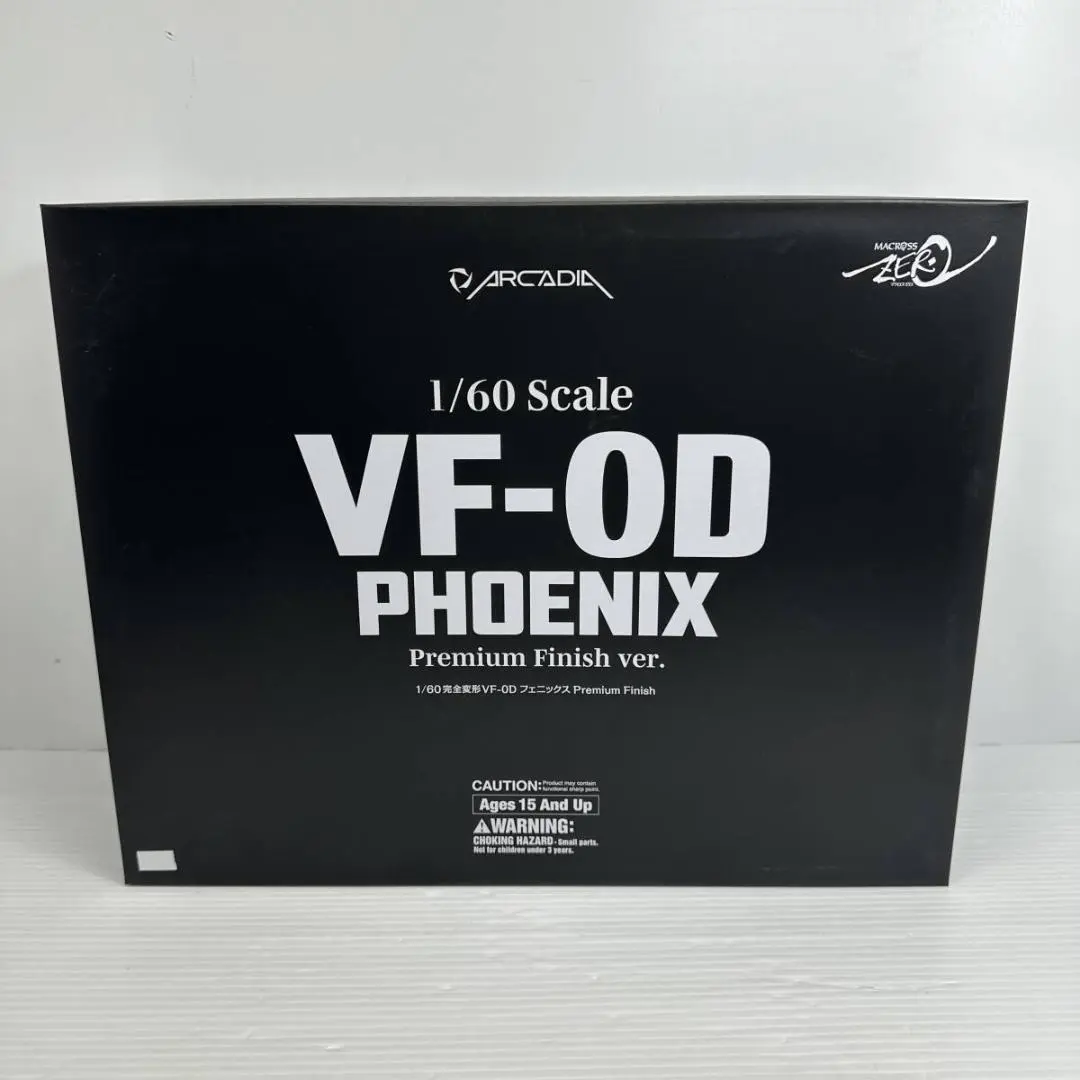 ARCADIA
MACROSS
ZERO
1/60 Scale
VF-0D
PHOENIX
Premium Finish ver.
1/60 完全変形 VF-0D フェニックス Premium Finish
CAUTION: Product may contain
functional sharp point.
Ages 15 And Up
⚠WARNING:
CHOKING HAZARD - Small parts.
Not for children under 3 years.